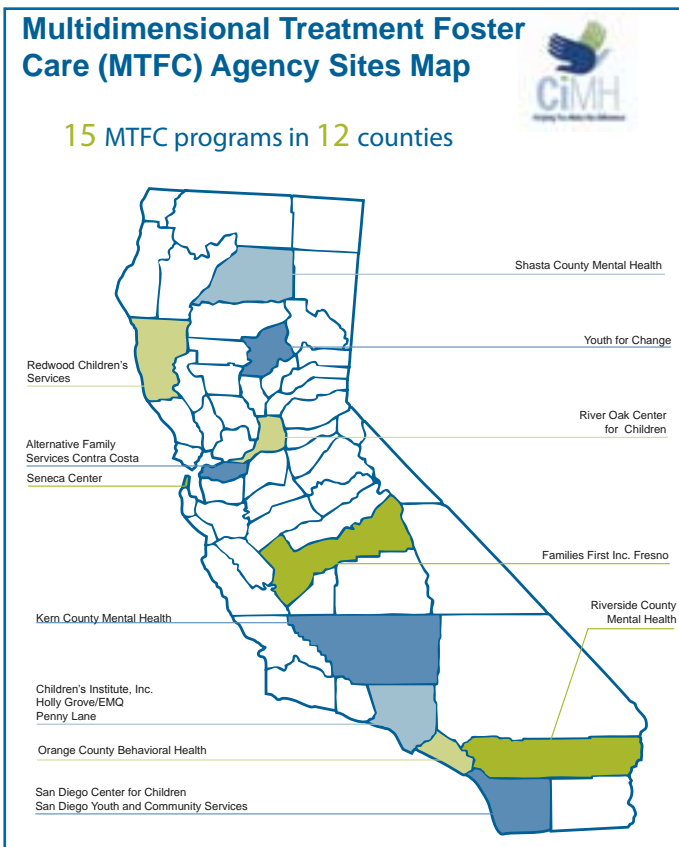 Multidimensional Treatment Foster
Care (MTFC) Agency Sites Map
CiMH
15 MTFC programs in 12 counties
Shasta County Mental Health
Youth for Change
Redwood Children's
Services
River Oak Center
for Children
Alternative Family
Services Contra Costa
Seneca Center
Families First Inc. Fresno
Riverside County
Mental Health
Kern County Mental Health
Children's Institute, Inc.
Holly Grove/EMQ
Penny Lane
Orange County Behavioral Health
San Diego Center for Children
San Diego Youth and Community Services